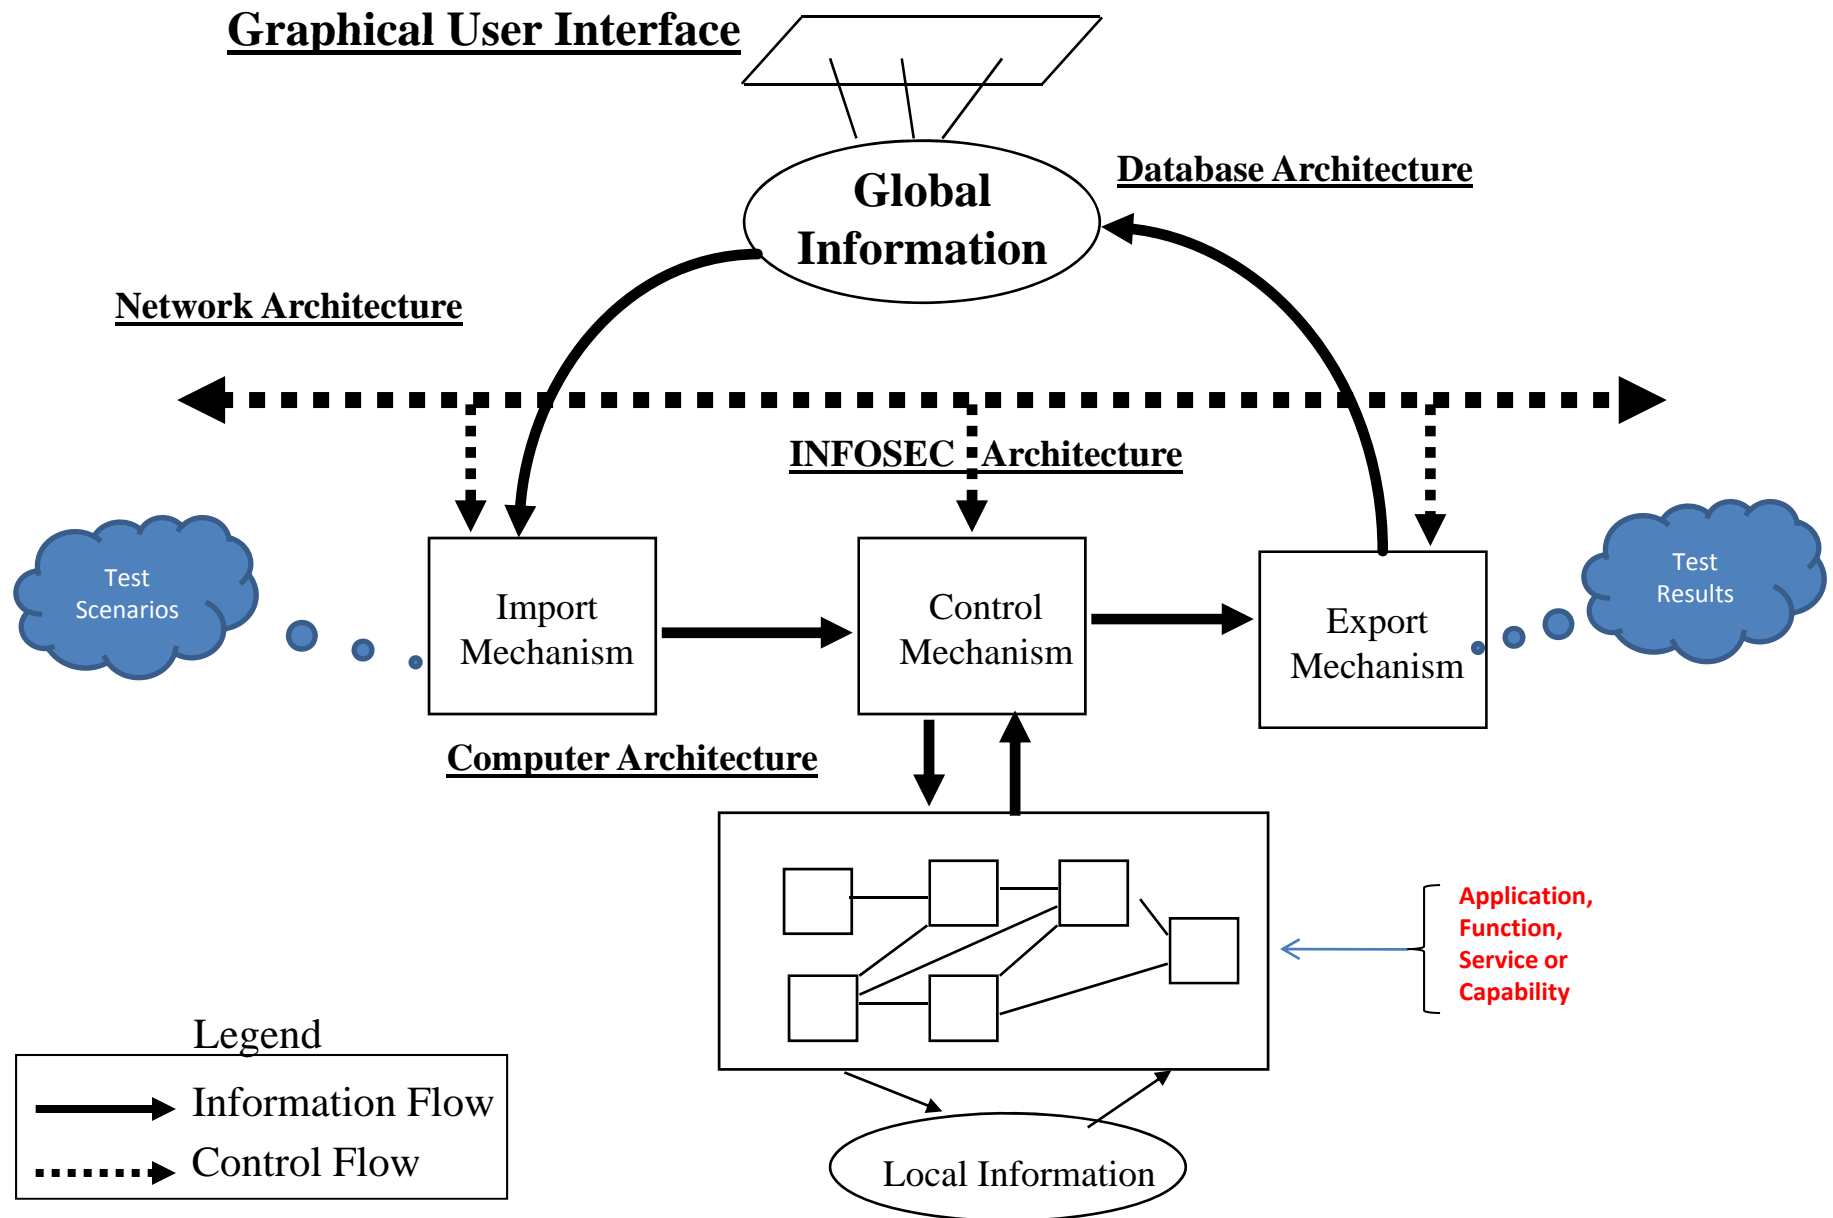 Graphical User Interface
Global
Information
Database Architecture
Network Architecture
INFOSEC Architecture
Test
Scenarios
Import
Mechanism
Control
Mechanism
Export
Mechanism
Test
Results
Computer Architecture
Application,
Function,
Service or
Capability
Legend
Information Flow
Control Flow
Local Information